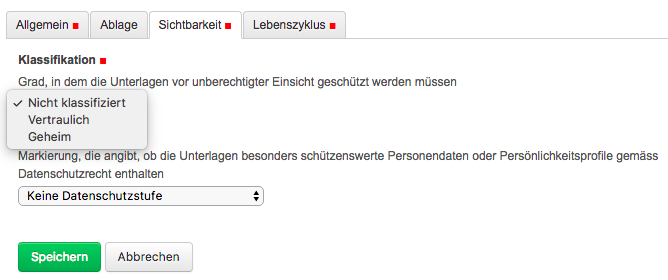 Allgemein Ablage Sichtbarkeit Lebenszyklus
Klassifikation
Grad, in dem die Unterlagen vor unberechtigter Einsicht geschützt werden müssen
✓ Nicht klassifiziert
Vertraulich
Geheim
Markierung, die angibt, ob die Unterlagen besonders schützenswerte Personendaten oder Persönlichkeitsprofile gemäss
Datenschutzrecht enthalten
Keine Datenschutzstufe
Speichern Abbrechen